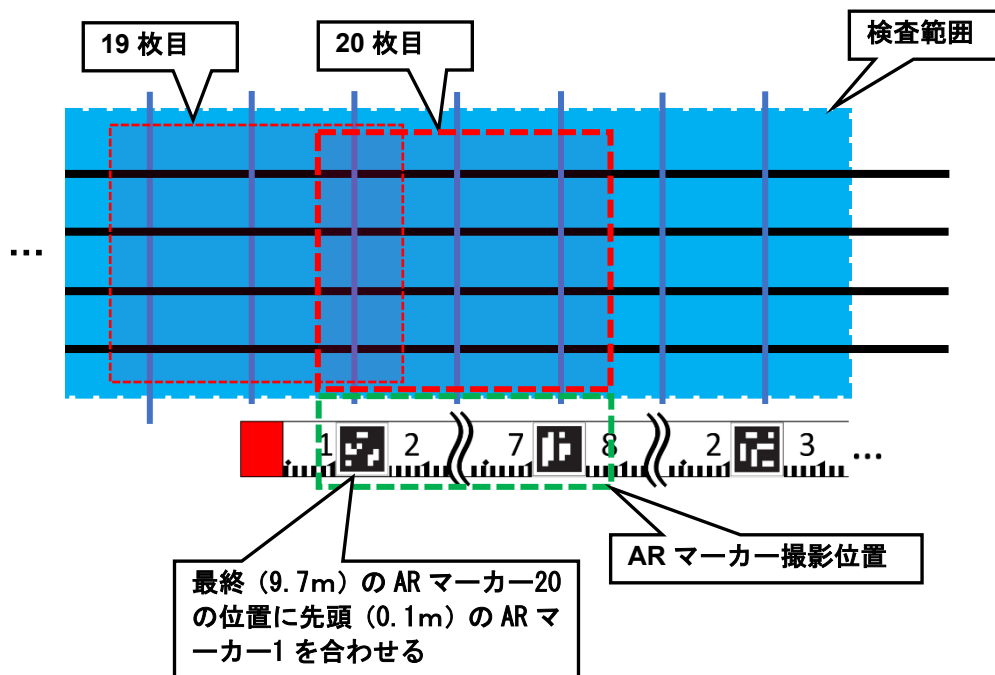 19 枚目
20 枚目
検査範囲
…
1 2 7 8 2 3 …
AR マーカー撮影位置
最終（9.7ｍ）の AR マーカー20
の位置に先頭（0.1ｍ）の AR マ
ーカー1 を合わせる